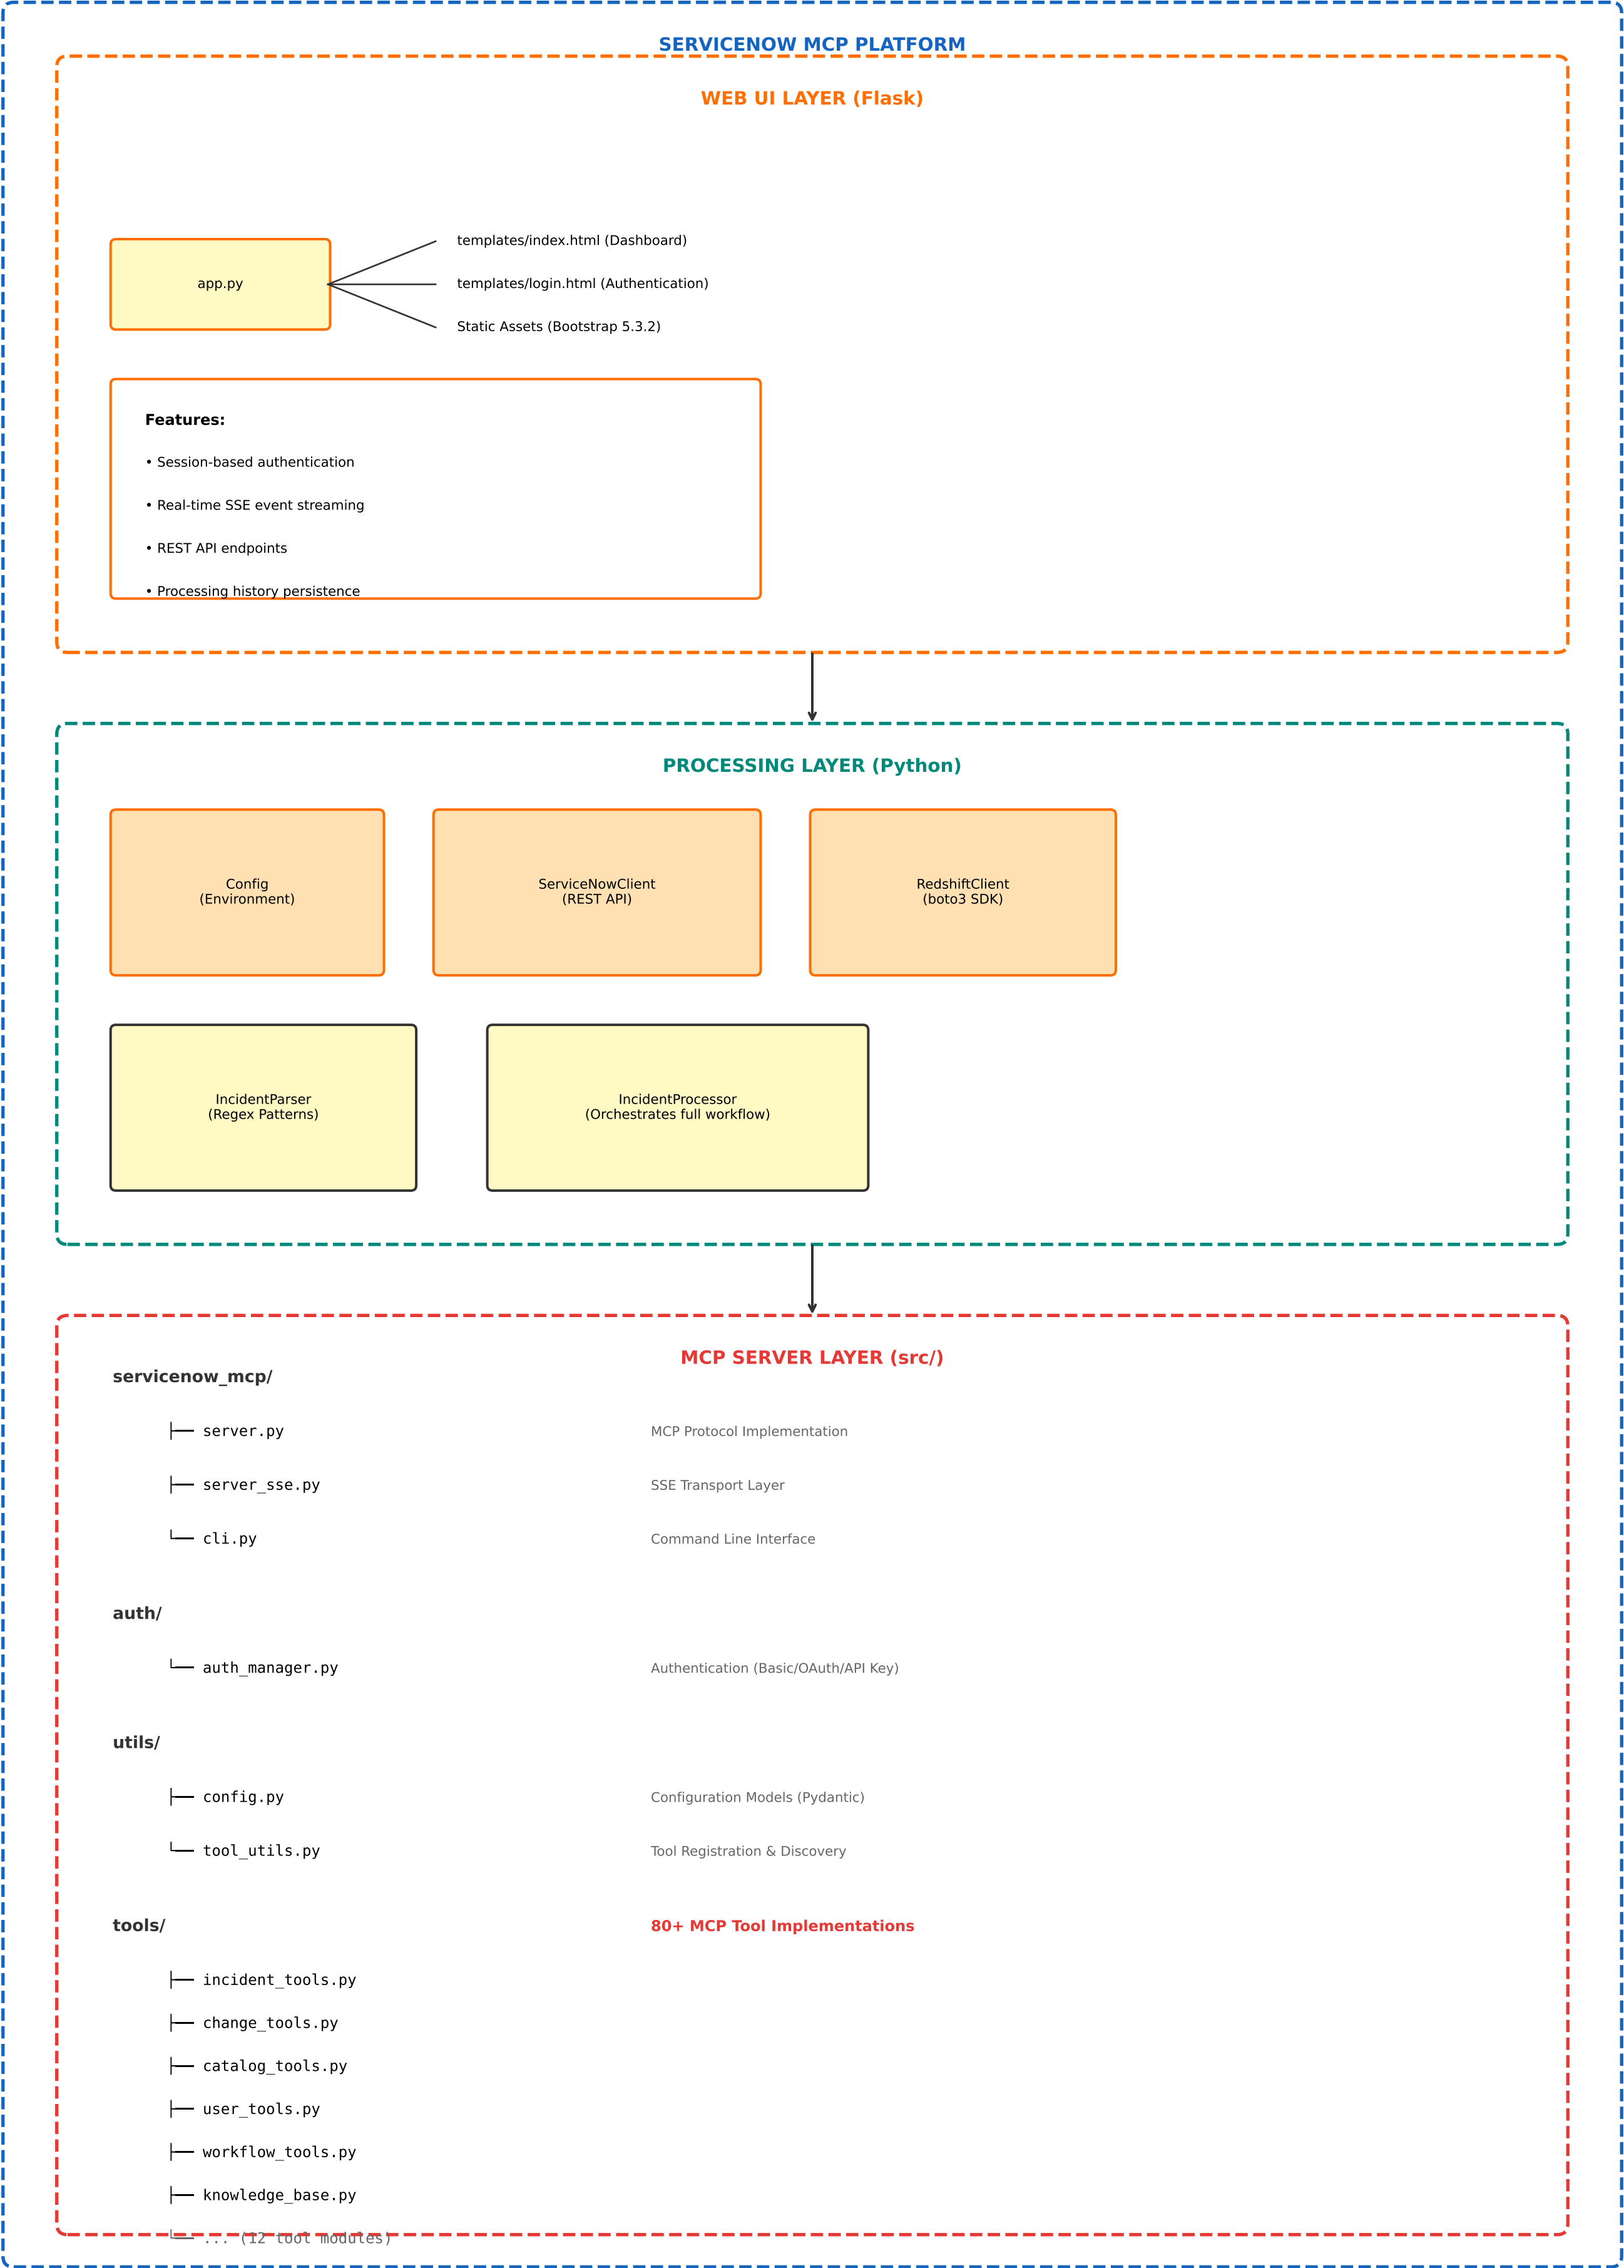 SERVICENOW MCP PLATFORM
WEB UI LAYER (Flask)
app.py
templates/index.html (Dashboard)
templates/login.html (Authentication)
Static Assets (Bootstrap 5.3.2)
Features:
• Session-based authentication
• Real-time SSE event streaming
• REST API endpoints
• Processing history persistence
PROCESSING LAYER (Python)
Config
(Environment)
ServiceNowClient
(REST API)
RedshiftClient
(boto3 SDK)
IncidentParser
(Regex Patterns)
IncidentProcessor
(Orchestrates full workflow)
MCP SERVER LAYER (src/)
servicenow_mcp/
├── server.py MCP Protocol Implementation
├── server_sse.py SSE Transport Layer
└── cli.py Command Line Interface
auth/
└── auth_manager.py Authentication (Basic/OAuth/API Key)
utils/
├── config.py Configuration Models (Pydantic)
└── tool_utils.py Tool Registration & Discovery
tools/ 80+ MCP Tool Implementations
├── incident_tools.py
├── change_tools.py
├── catalog_tools.py
├── user_tools.py
├── workflow_tools.py
├── knowledge_base.py
└── ... (12 tool modules)